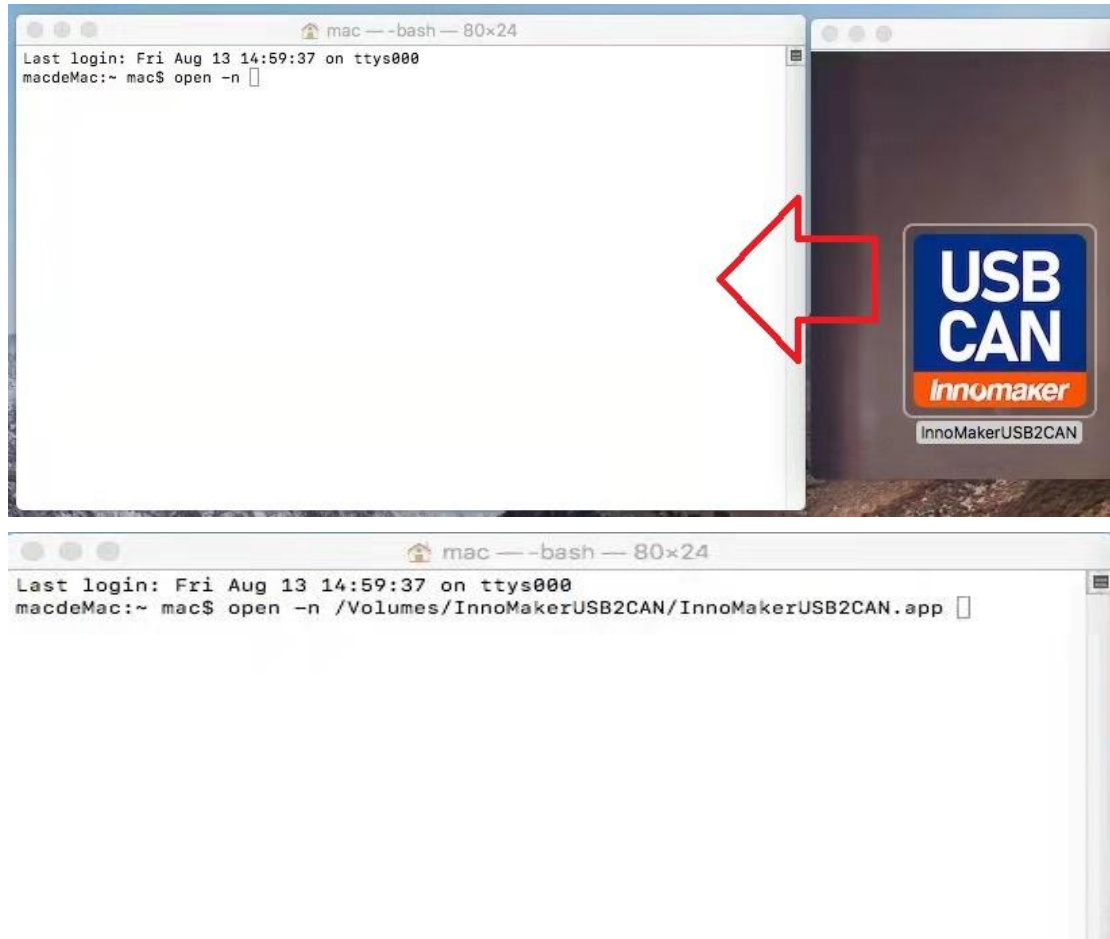 mac — -bash — 80×24
Last login: Fri Aug 13 14:59:37 on ttys000
macdeMac:~ mac$ open -n
USB
CAN
Innomaker
InnoMakerUSB2CAN
mac — -bash — 80×24
Last login: Fri Aug 13 14:59:37 on ttys000
macdeMac:~ mac$ open -n /Volumes/InnoMakerUSB2CAN/InnoMakerUSB2CAN.app